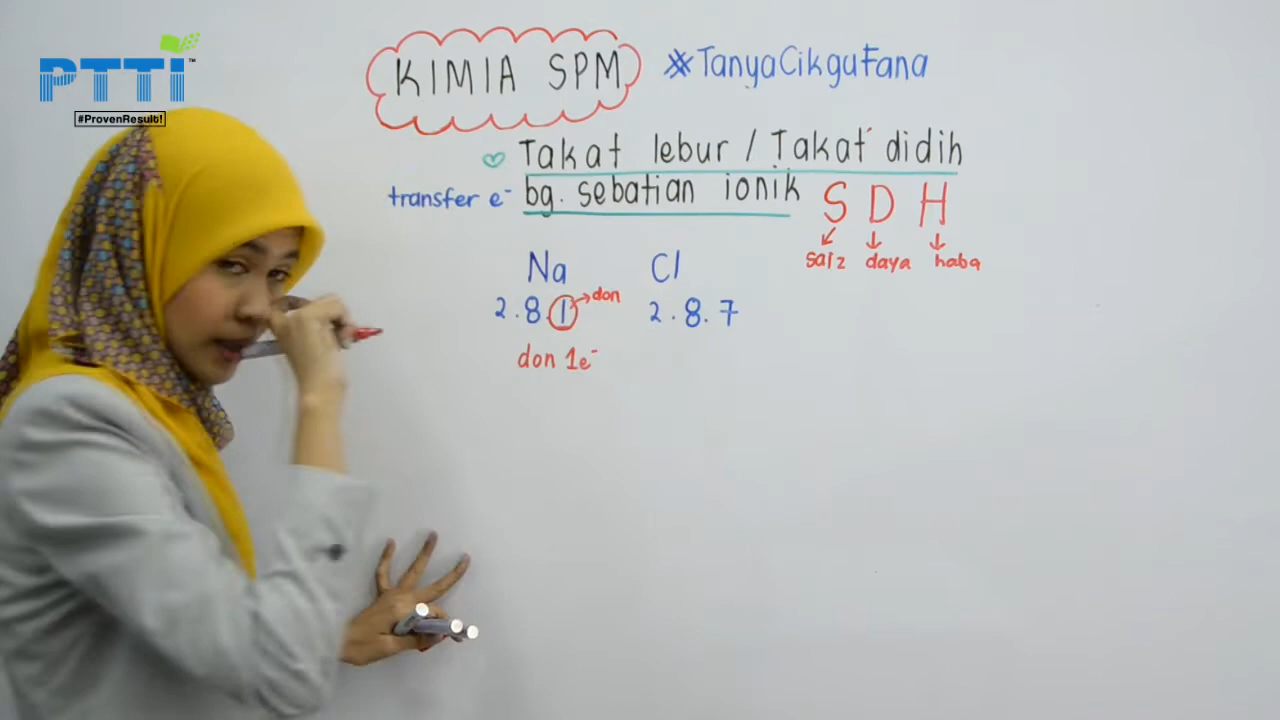 PTTI™
#ProvenResult!
KIMIA SPM #TanyaCikguFana
Takat lebur / Takat didih
transfer e⁻ bg. sebatian ionik S D H
saiz daya haba
Na Cl
2.8.1 don 2.8.7
don 1e⁻